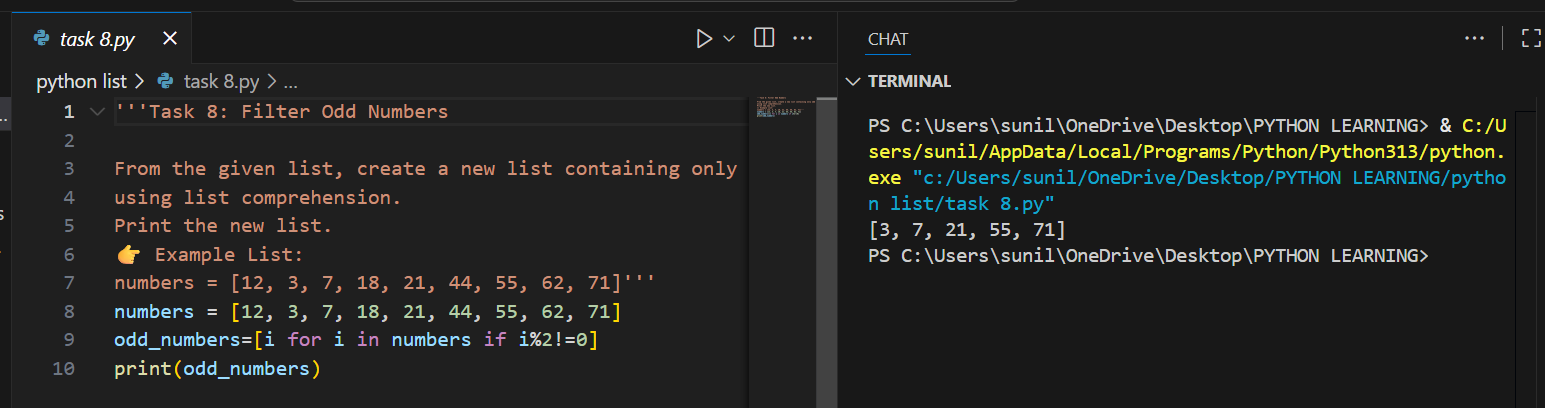 task 8.py
python list > task 8.py > ...
1 '''Task 8: Filter Odd Numbers
2
3 From the given list, create a new list containing only
4 using list comprehension.
5 Print the new list.
6 👉 Example List:
7 numbers = [12, 3, 7, 18, 21, 44, 55, 62, 71]'''
8 numbers = [12, 3, 7, 18, 21, 44, 55, 62, 71]
9 odd_numbers=[i for i in numbers if i%2!=0]
10 print(odd_numbers)
CHAT
TERMINAL
PS C:\Users\sunil\OneDrive\Desktop\PYTHON LEARNING> & C:/U
sers/sunil/AppData/Local/Programs/Python/Python313/python.
exe "c:/Users/sunil/OneDrive/Desktop/PYTHON LEARNING/pytho
n list/task 8.py"
[3, 7, 21, 55, 71]
PS C:\Users\sunil\OneDrive\Desktop\PYTHON LEARNING>